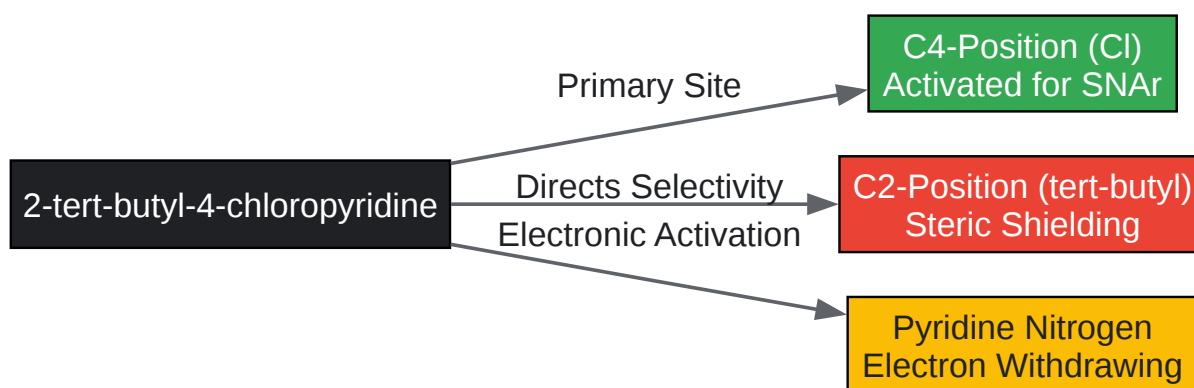 C4-Position (Cl)
Activated for SNAr
Primary Site
2-tert-butyl-4-chloropyridine
Directs Selectivity
C2-Position (tert-butyl)
Steric Shielding
Electronic Activation
Pyridine Nitrogen
Electron Withdrawing